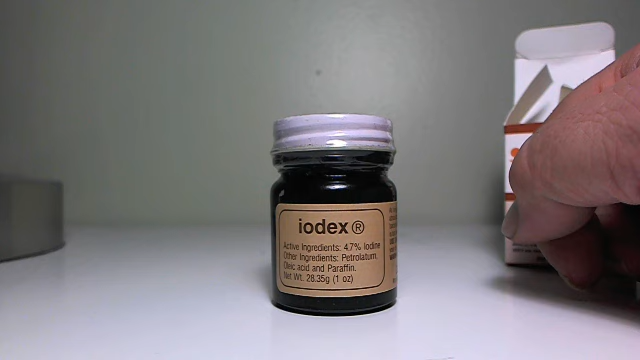 iodex®
Active Ingredients: 4.7% Iodine
Other Ingredients: Petrolatum,
Oleic acid and Paraffin.
Net Wt. 28.35g (1 oz)